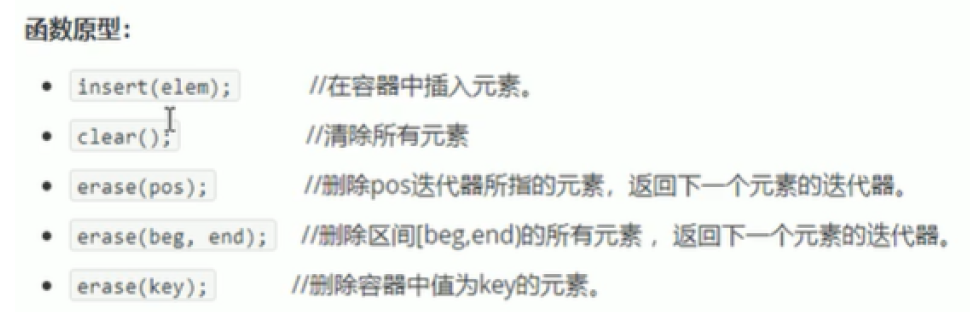 函数原型:
insert(elem); //在容器中插入元素。
clear(); //清除所有元素
erase(pos); //删除pos迭代器所指的元素，返回下一个元素的迭代器。
erase(beg, end); //删除区间[beg,end)的所有元素 ，返回下一个元素的迭代器。
erase(key); //删除容器中值为key的元素。